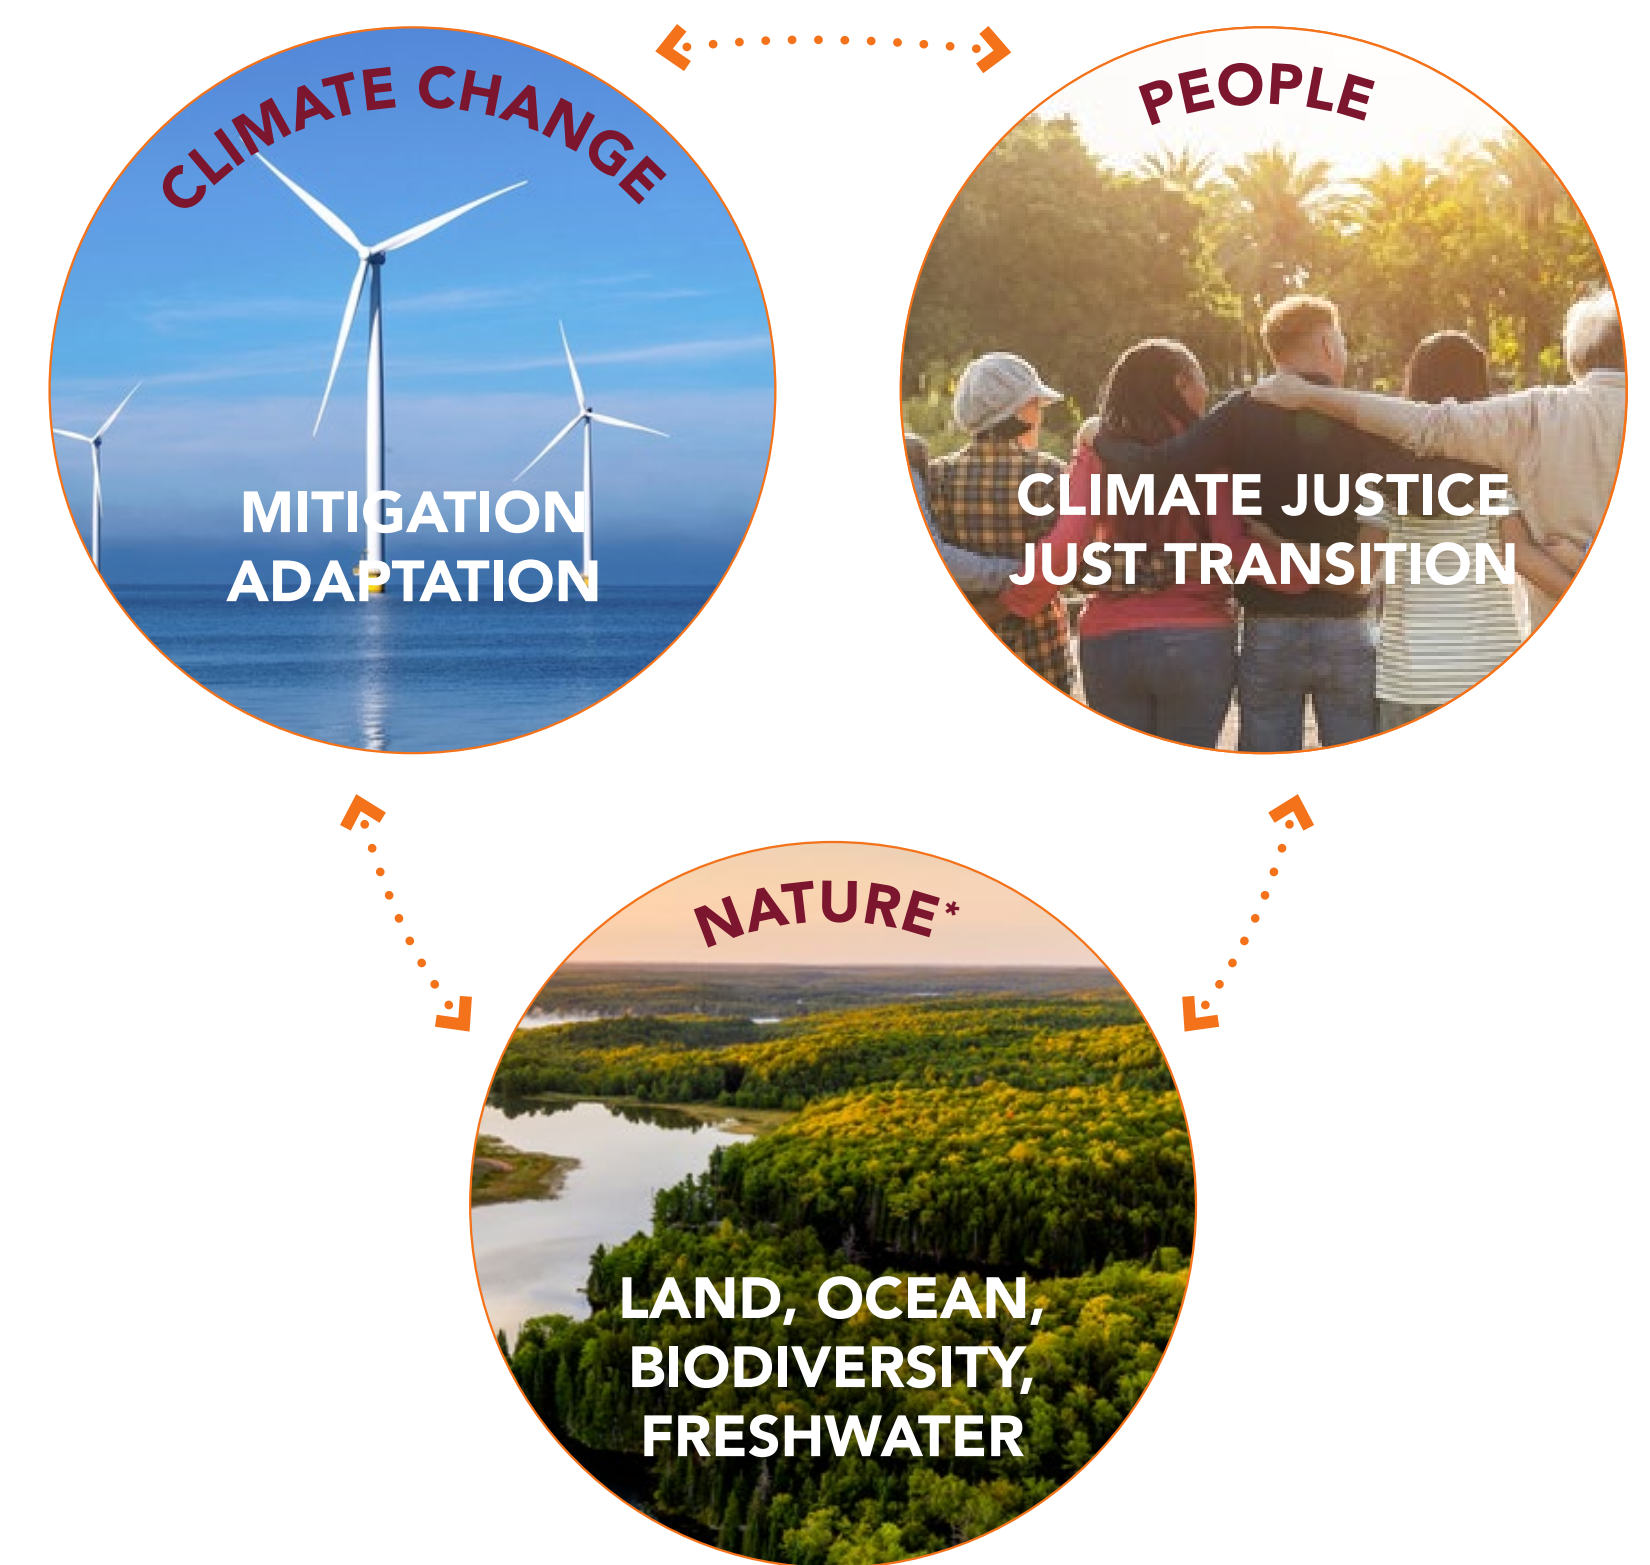 CLIMATE CHANGE
MITIGATION
ADAPTATION
PEOPLE
CLIMATE JUSTICE
JUST TRANSITION
NATURE*
LAND, OCEAN,
BIODIVERSITY,
FRESHWATER